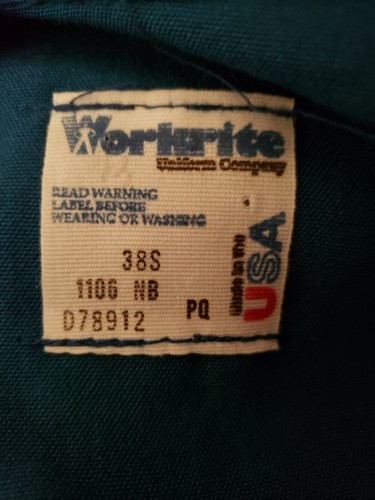 Workrite
Uniform Company
READ WARNING
LABEL BEFORE
WEARING OR WASHING
38S
1106 NB
D78912
PQ
Made in the
USA